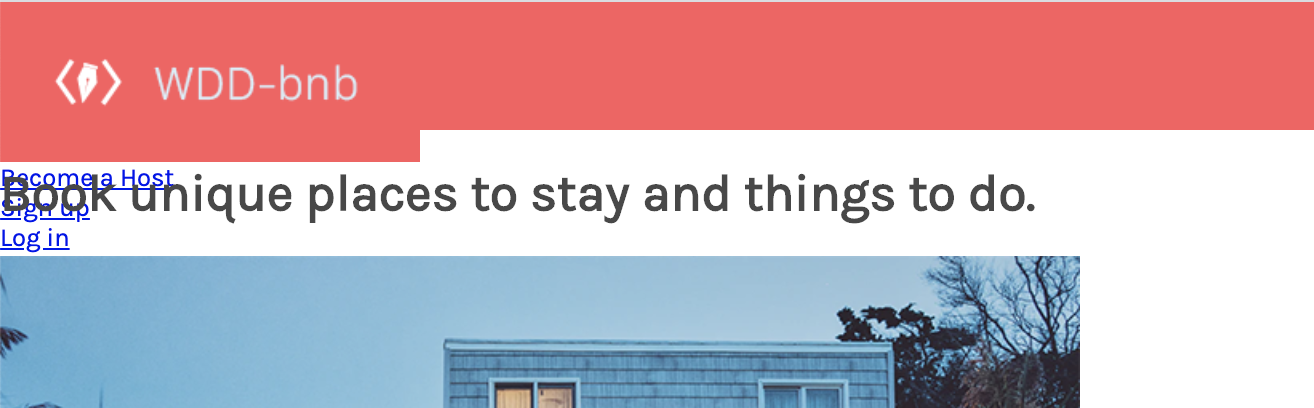 WDD-bnb
Become a Host
Book unique places to stay and things to do.
Sign up
Log in